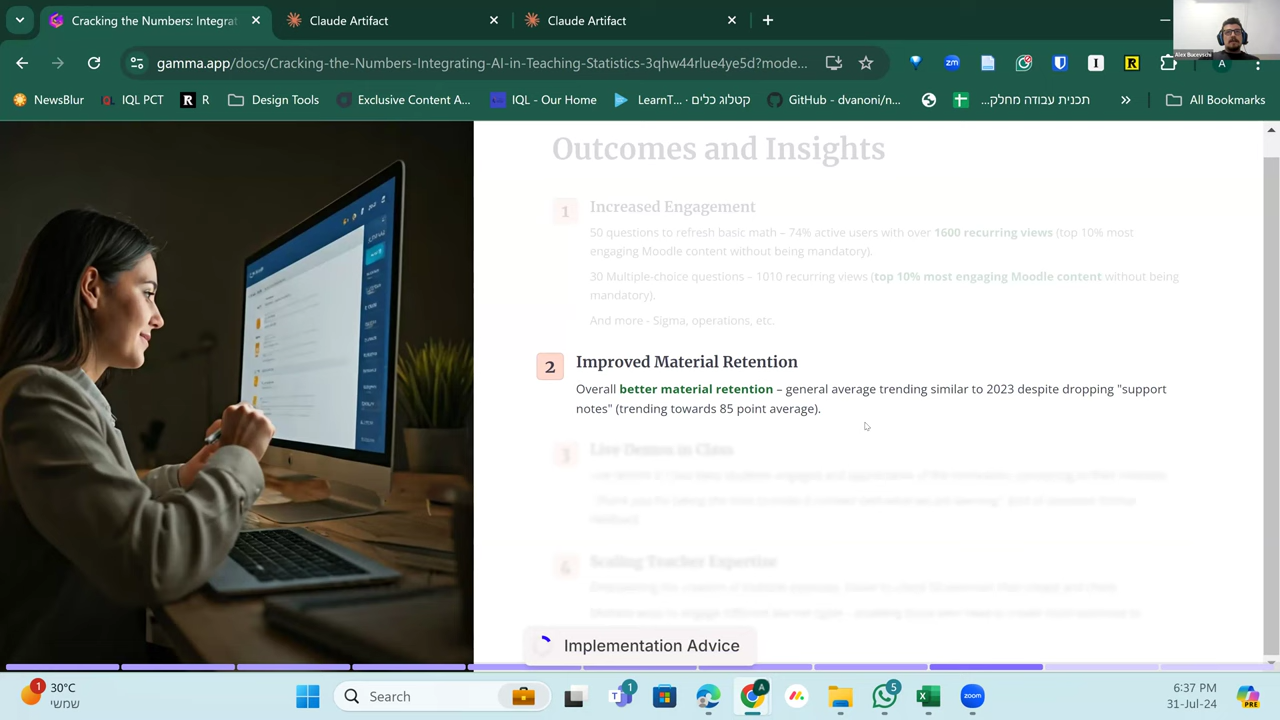 Cracking the Numbers: Integrat
Claude Artifact
Claude Artifact
gamma.app/docs/Cracking-the-Numbers-Integrating-AI-in-Teaching-Statistics-3qhw44rlue4ye5d?mode...
Alex Bucevschi
NewsBlur
IQL PCT
R
Design Tools
Exclusive Content A...
IQL - Our Home
LearnT... - קטלוג כלים
GitHub - dvanoni/n...
תכנית עבודה מחלק...
All Bookmarks
Outcomes and Insights
1
Increased Engagement
50 questions to refresh basic math – 74% active users with over 1600 recurring views (top 10% most
engaging Moodle content without being mandatory).
30 Multiple-choice questions – 1010 recurring views (top 10% most engaging Moodle content without being
mandatory).
And more - Sigma, operations, etc.
2
Improved Material Retention
Overall better material retention – general average trending similar to 2023 despite dropping "support
notes" (trending towards 85 point average).
3
Live Demos in Class
4
Scaling Teacher Expertise
Implementation Advice
1
30°C
שמשי
Search
1
A
5
zoom
6:37 PM
31-Jul-24
PRE